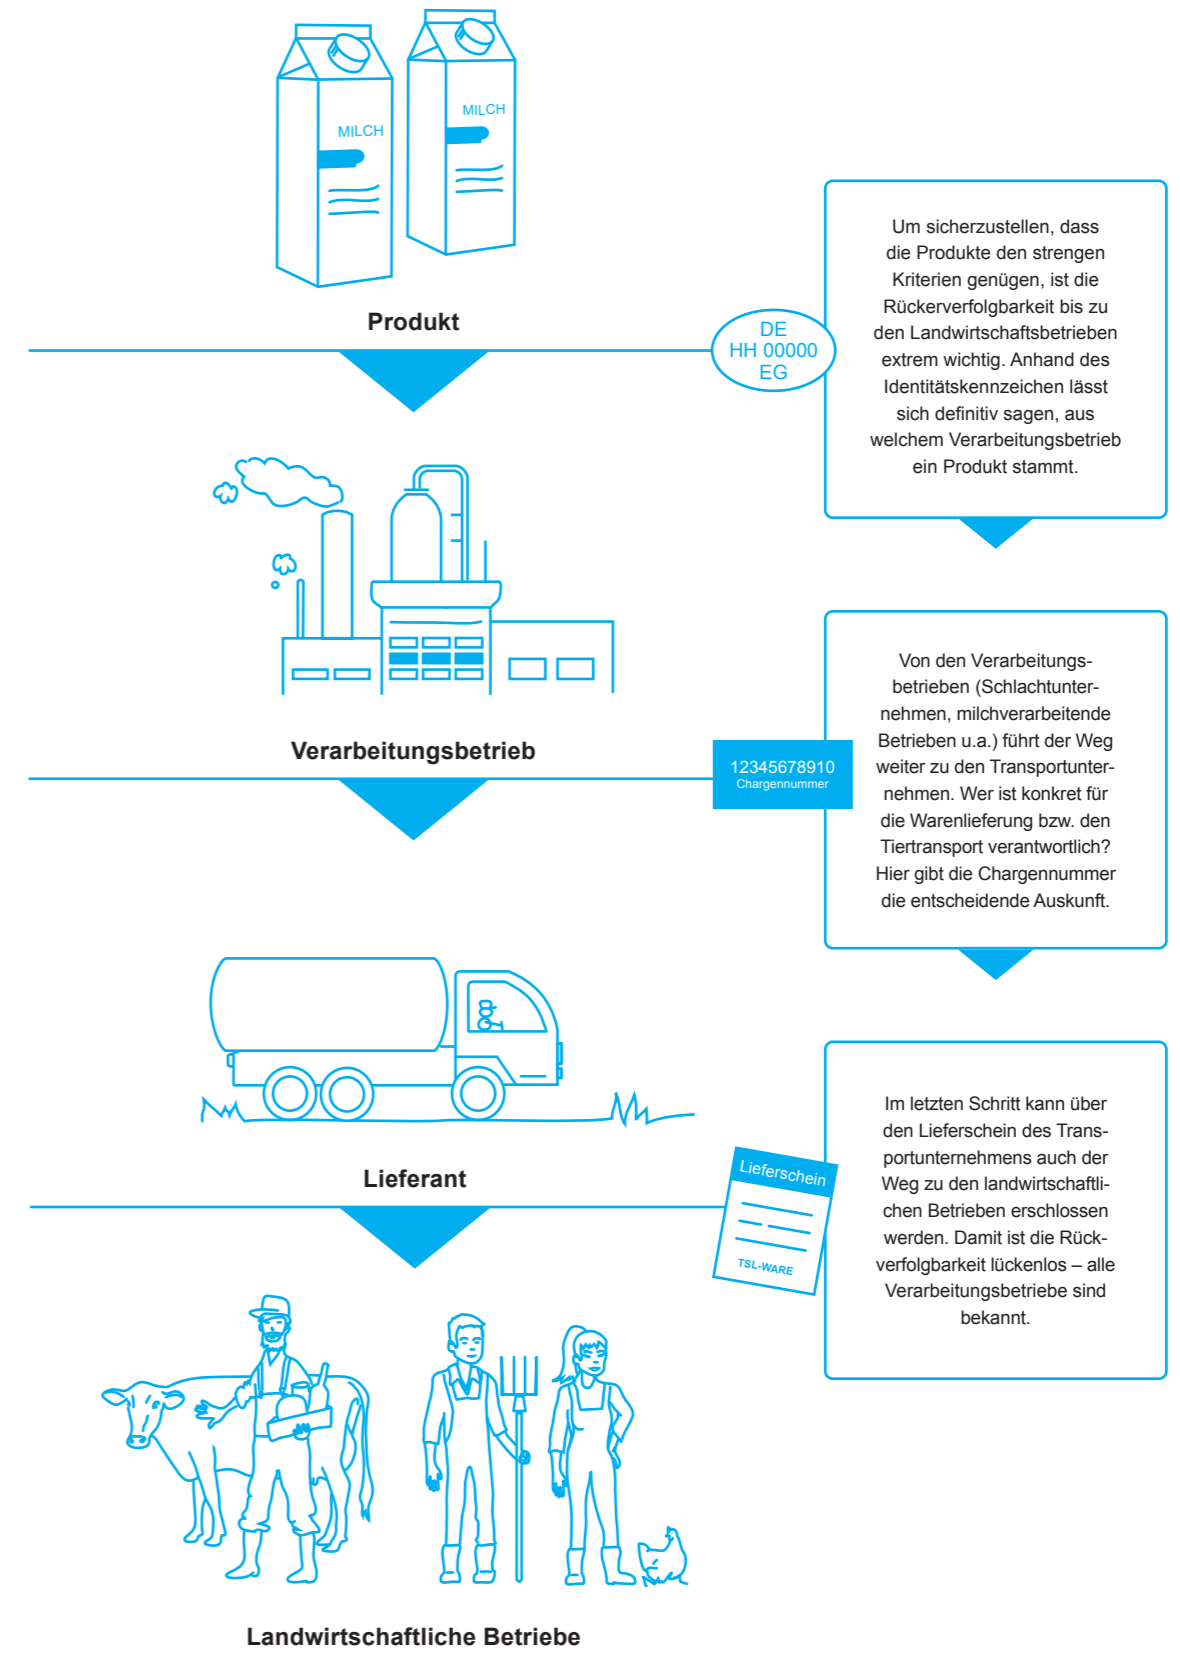 MILCH
MILCH
Produkt
DE
HH 00000
EG
Um sicherzustellen, dass
die Produkte den strengen
Kriterien genügen, ist die
Rückerverfolgbarkeit bis zu
den Landwirtschaftsbetrieben
extrem wichtig. Anhand des
Identitätskennzeichen lässt
sich definitiv sagen, aus
welchem Verarbeitungsbetrieb
ein Produkt stammt.
Verarbeitungsbetrieb
12345678910
Chargennummer
Von den Verarbeitungs-
betrieben (Schlachtunter-
nehmen, milchverarbeitende
Betrieben u.a.) führt der Weg
weiter zu den Transportunter-
nehmen. Wer ist konkret für
die Warenlieferung bzw. den
Tiertransport verantwortlich?
Hier gibt die Chargennummer
die entscheidende Auskunft.
Lieferant
Lieferschein
TSL-WARE
Im letzten Schritt kann über
den Lieferschein des Trans-
portunternehmens auch der
Weg zu den landwirtschaftli-
chen Betrieben erschlossen
werden. Damit ist die Rück-
verfolgbarkeit lückenlos – alle
Verarbeitungsbetriebe sind
bekannt.
Landwirtschaftliche Betriebe